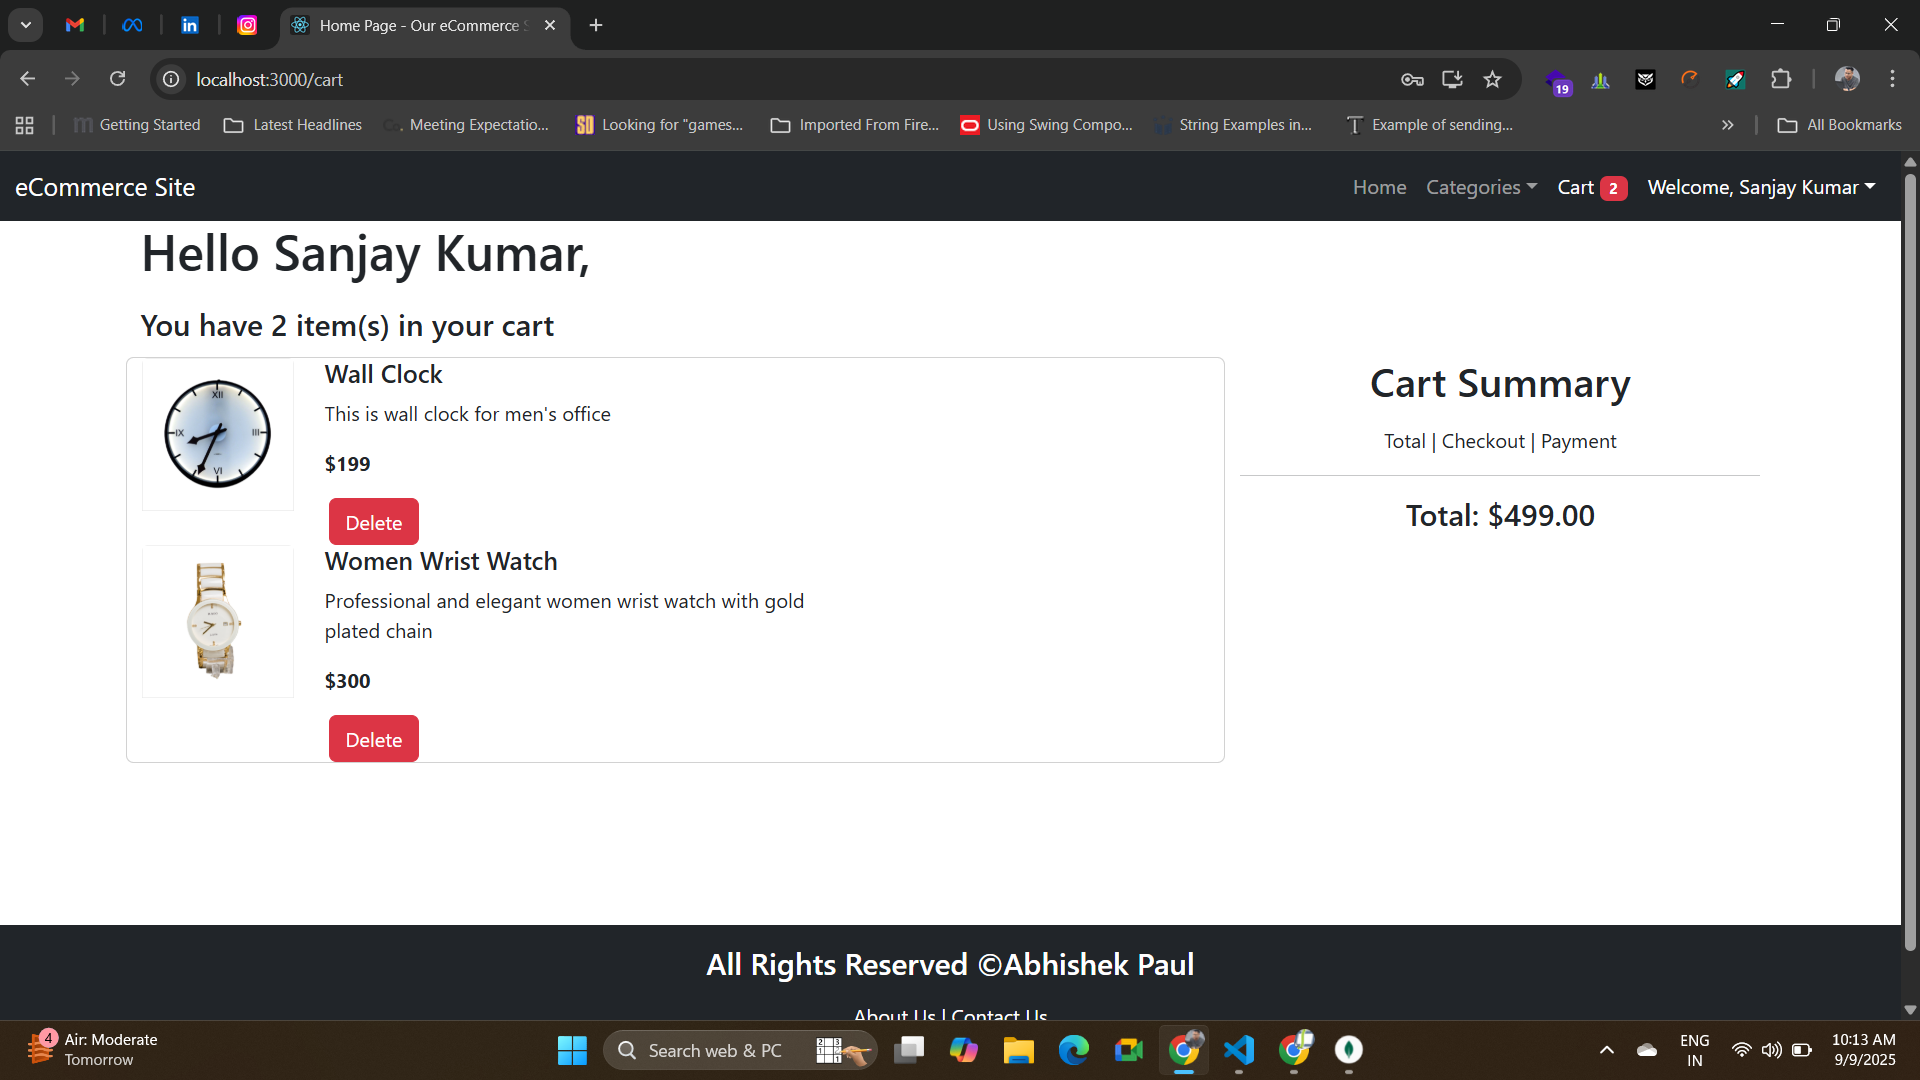 Home Page - Our eCommerce S
localhost:3000/cart
19
Getting Started
Latest Headlines
Meeting Expectatio...
Looking for "games...
Imported From Fire...
Using Swing Compo...
String Examples in...
Example of sending...
All Bookmarks
eCommerce Site
Home
Categories
Cart 2
Welcome, Sanjay Kumar
Hello Sanjay Kumar,
You have 2 item(s) in your cart
Wall Clock
This is wall clock for men's office
$199
Delete
Women Wrist Watch
Professional and elegant women wrist watch with gold
plated chain
$300
Delete
Cart Summary
Total | Checkout | Payment
Total: $499.00
All Rights Reserved ©Abhishek Paul
About Us | Contact Us
4
Air: Moderate
Tomorrow
Search web & PC
ENG
IN
10:13 AM
9/9/2025